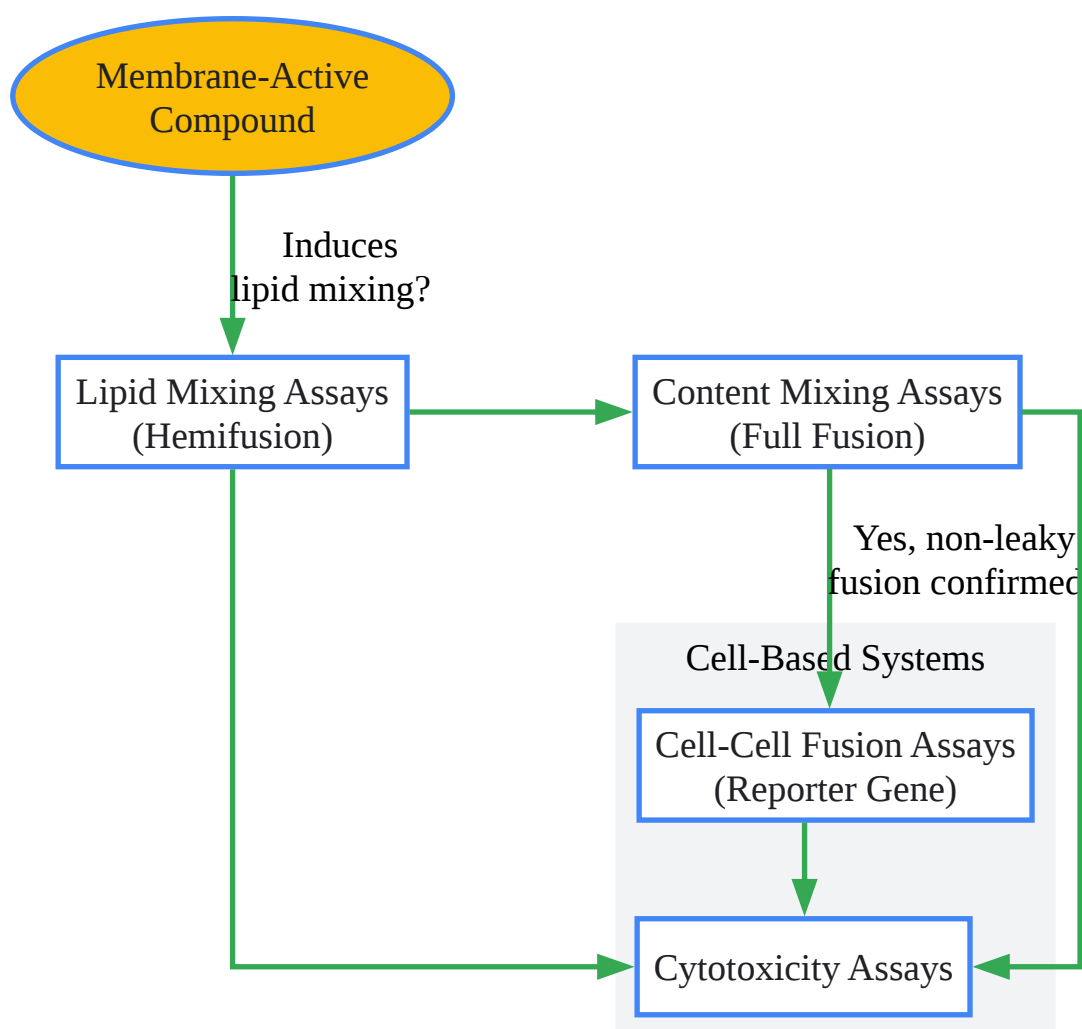 Membrane-Active
Compound
Induces
lipid mixing?
Lipid Mixing Assays
(Hemifusion)
Content Mixing Assays
(Full Fusion)
Yes, non-leaky
fusion confirmed
Cell-Based Systems
Cell-Cell Fusion Assays
(Reporter Gene)
Cytotoxicity Assays